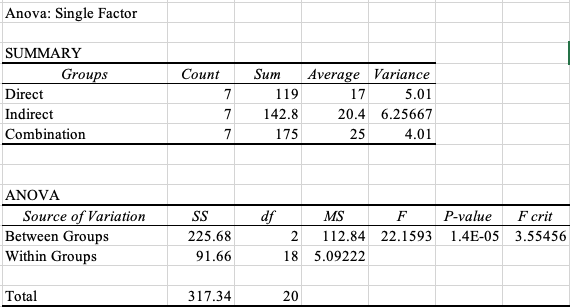 Anova: Single Factor
SUMMARY
Groups Count Sum Average Variance
Direct 7 119 17 5.01
Indirect 7 142.8 20.4 6.25667
Combination 7 175 25 4.01
ANOVA
Source of Variation SS df MS F P-value F crit
Between Groups 225.68 2 112.84 22.1593 1.4E-05 3.55456
Within Groups 91.66 18 5.09222
Total 317.34 20